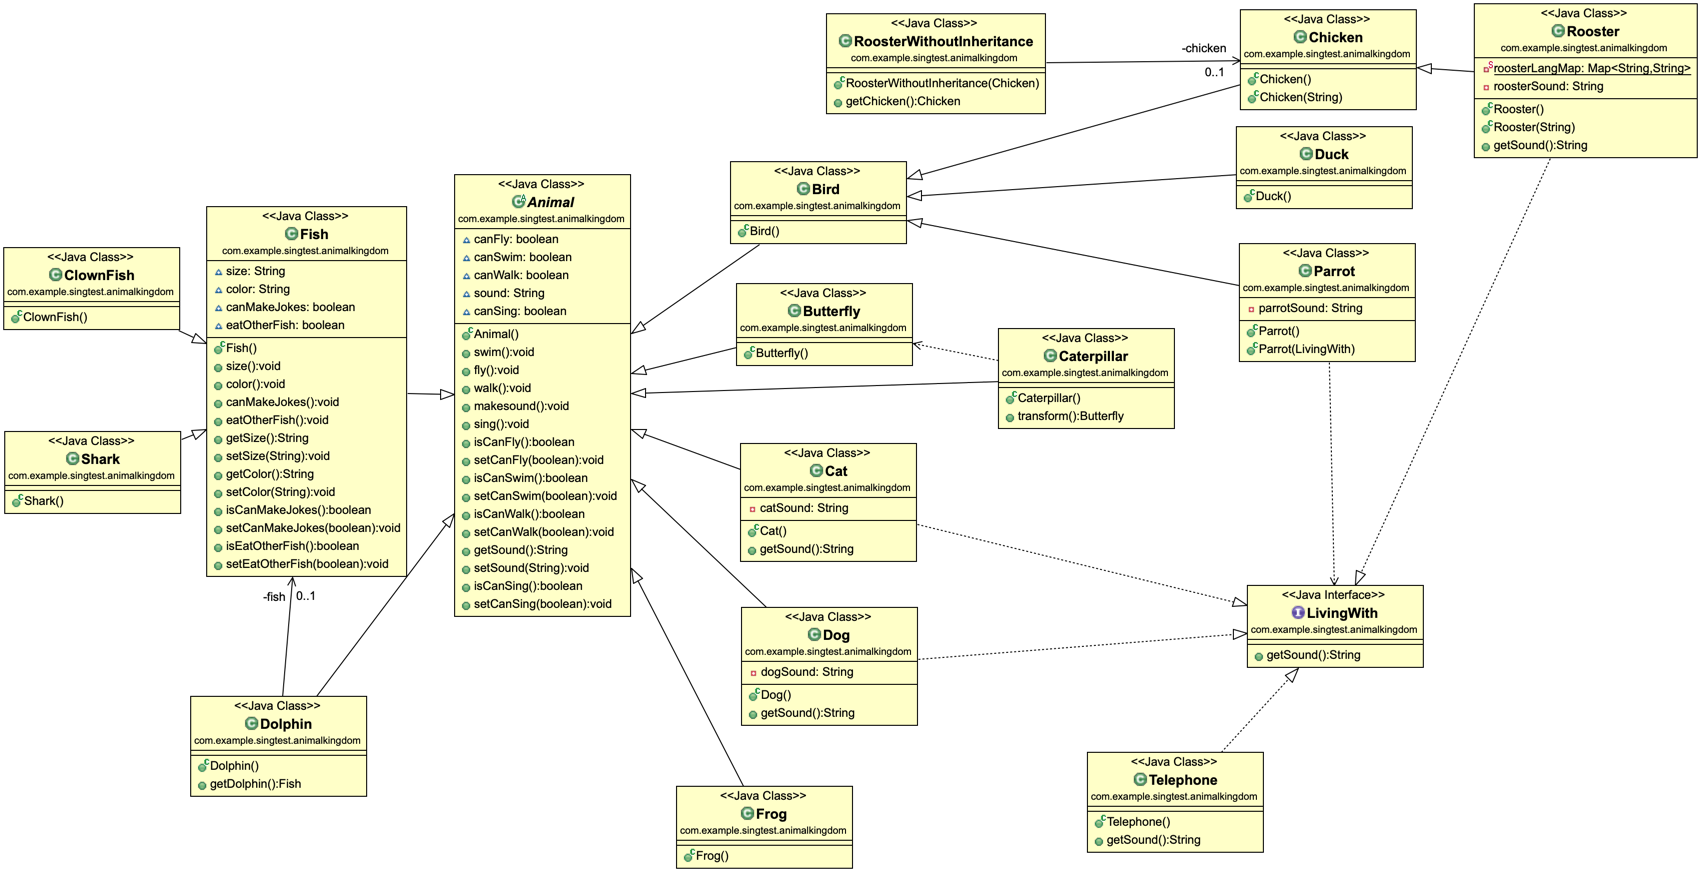 <<Java Class>>
RoosterWithoutInheritance
com.example.singtest.animalkingdom
RoosterWithoutInheritance(Chicken)
getChicken():Chicken
-chicken
0..1
<<Java Class>>
Chicken
com.example.singtest.animalkingdom
Chicken()
Chicken(String)
<<Java Class>>
Rooster
com.example.singtest.animalkingdom
roosterLangMap: Map<String,String>
roosterSound: String
Rooster()
Rooster(String)
getSound():String
<<Java Class>>
Duck
com.example.singtest.animalkingdom
Duck()
<<Java Class>>
Bird
com.example.singtest.animalkingdom
Bird()
<<Java Class>>
Parrot
com.example.singtest.animalkingdom
parrotSound: String
Parrot()
Parrot(LivingWith)
<<Java Class>>
Animal
com.example.singtest.animalkingdom
canFly: boolean
canSwim: boolean
canWalk: boolean
sound: String
canSing: boolean
Animal()
swim():void
fly():void
walk():void
makesound():void
sing():void
isCanFly():boolean
setCanFly(boolean):void
isCanSwim():boolean
setCanSwim(boolean):void
isCanWalk():boolean
setCanWalk(boolean):void
getSound():String
setSound(String):void
isCanSing():boolean
setCanSing(boolean):void
<<Java Class>>
Fish
com.example.singtest.animalkingdom
size: String
color: String
canMakeJokes: boolean
eatOtherFish: boolean
Fish()
size():void
color():void
canMakeJokes():void
eatOtherFish():void
getSize():String
setSize(String):void
getColor():String
setColor(String):void
isCanMakeJokes():boolean
setCanMakeJokes(boolean):void
isEatOtherFish():boolean
setEatOtherFish(boolean):void
<<Java Class>>
ClownFish
com.example.singtest.animalkingdom
ClownFish()
<<Java Class>>
Shark
com.example.singtest.animalkingdom
Shark()
-fish
0..1
<<Java Class>>
Dolphin
com.example.singtest.animalkingdom
Dolphin()
getDolphin():Fish
<<Java Class>>
Butterfly
com.example.singtest.animalkingdom
Butterfly()
<<Java Class>>
Caterpillar
com.example.singtest.animalkingdom
Caterpillar()
transform():Butterfly
<<Java Class>>
Cat
com.example.singtest.animalkingdom
catSound: String
Cat()
getSound():String
<<Java Class>>
Dog
com.example.singtest.animalkingdom
dogSound: String
Dog()
getSound():String
<<Java Interface>>
LivingWith
com.example.singtest.animalkingdom
getSound():String
<<Java Class>>
Telephone
com.example.singtest.animalkingdom
Telephone()
getSound():String
<<Java Class>>
Frog
com.example.singtest.animalkingdom
Frog()